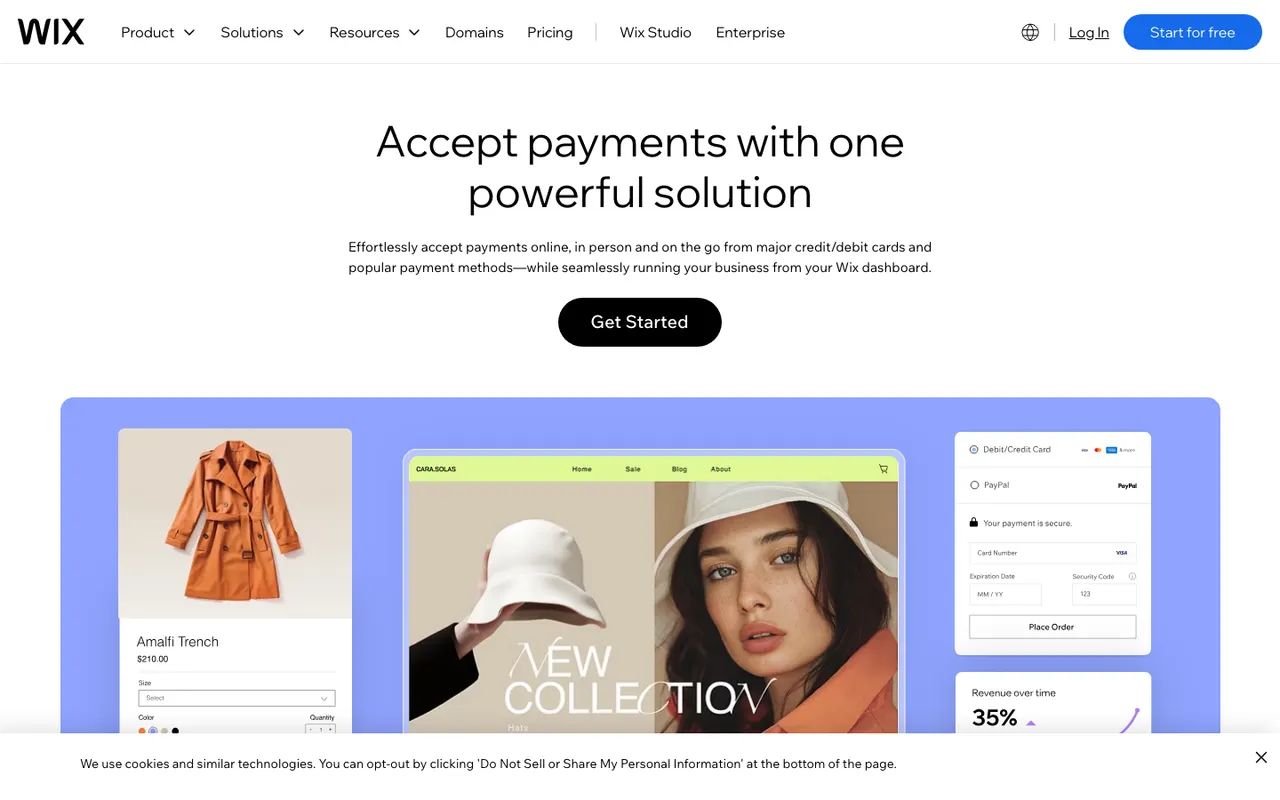 WIX Product Solutions Resources Domains Pricing Wix Studio Enterprise Log In Start for free
Accept payments with one
powerful solution
Effortlessly accept payments online, in person and on the go from major credit/debit cards and
popular payment methods—while seamlessly running your business from your Wix dashboard.
Get Started
Amalfi Trench
$210.00
Size
Select
Color Quantity
- 1 +
CARA.SOLAS Home Sale Blog About
NEW
COLLECTION
Hats
Debit/Credit Card
PayPal PayPal
Your payment is secure.
Card Number VISA
Expiration Date Security Code
MM / YY 123
Place Order
Revenue over time
35%
We use cookies and similar technologies. You can opt-out by clicking 'Do Not Sell or Share My Personal Information' at the bottom of the page.